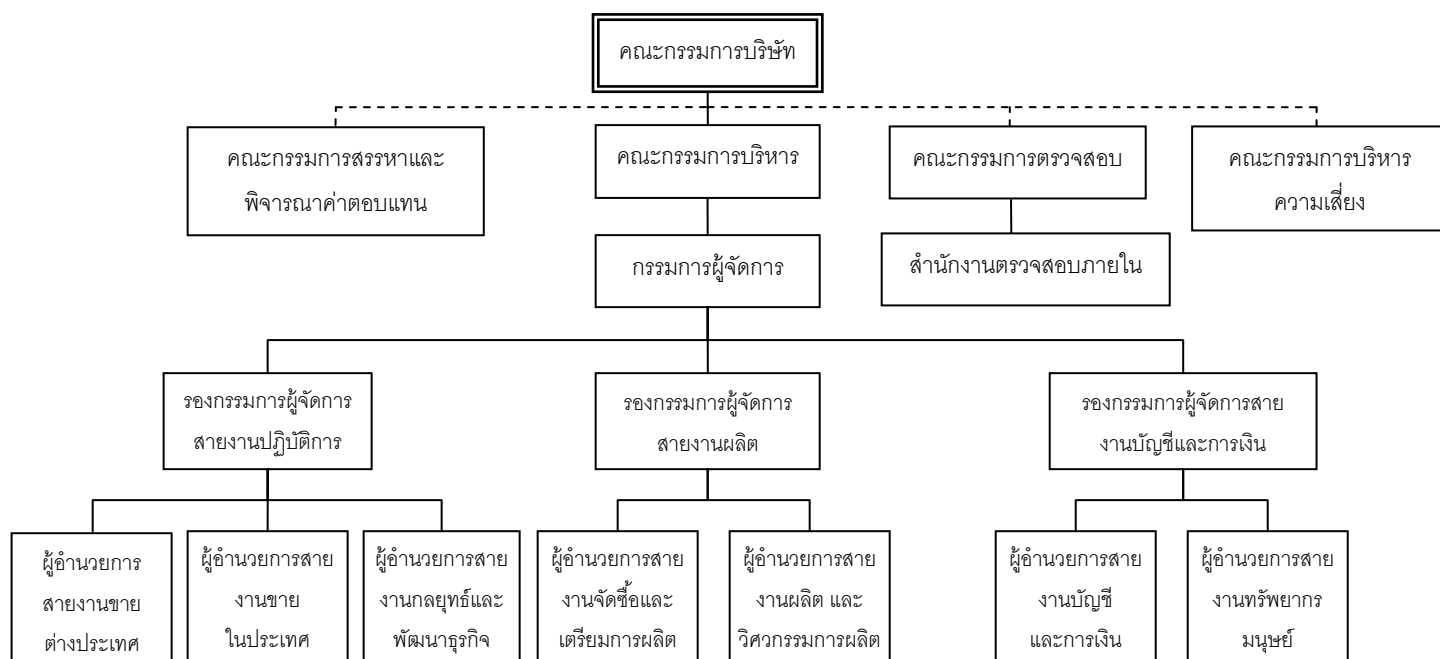 คณะกรรมการบริษัท
คณะกรรมการสรรหาและ
พิจารณาค่าตอบแทน
คณะกรรมการบริหาร
คณะกรรมการตรวจสอบ
คณะกรรมการบริหาร
ความเสี่ยง
กรรมการผู้จัดการ
สำนักงานตรวจสอบภายใน
รองกรรมการผู้จัดการ
สายงานปฏิบัติการ
รองกรรมการผู้จัดการ
สายงานผลิต
รองกรรมการผู้จัดการสาย
งานบัญชีและการเงิน
ผู้อำนวยการ
สายงานขาย
ต่างประเทศ
ผู้อำนวยการสาย
งานขาย
ในประเทศ
ผู้อำนวยการสาย
งานกลยุทธ์และ
พัฒนาธุรกิจ
ผู้อำนวยการสาย
งานจัดซื้อและ
เตรียมการผลิต
ผู้อำนวยการสาย
งานผลิต และ
วิศวกรรมการผลิต
ผู้อำนวยการสาย
งานบัญชี
และการเงิน
ผู้อำนวยการสาย
งานทรัพยากร
มนุษย์